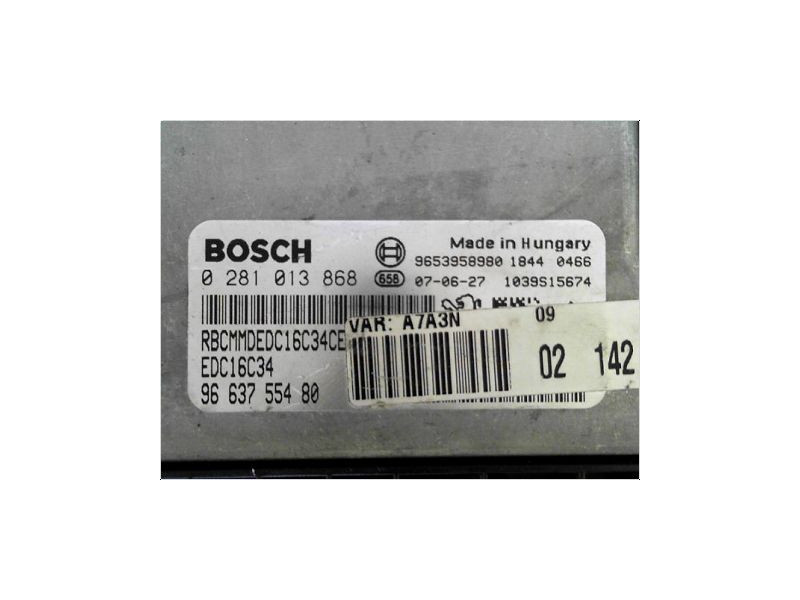 BOSCH
Made in Hungary
9653958980 1844 0466
0 281 013 868
658
07-06-27 1039S15674
RBCMMDEDC16C34CE
EDC16C34
96 637 554 80
VAR: A7A3N
09
02 142